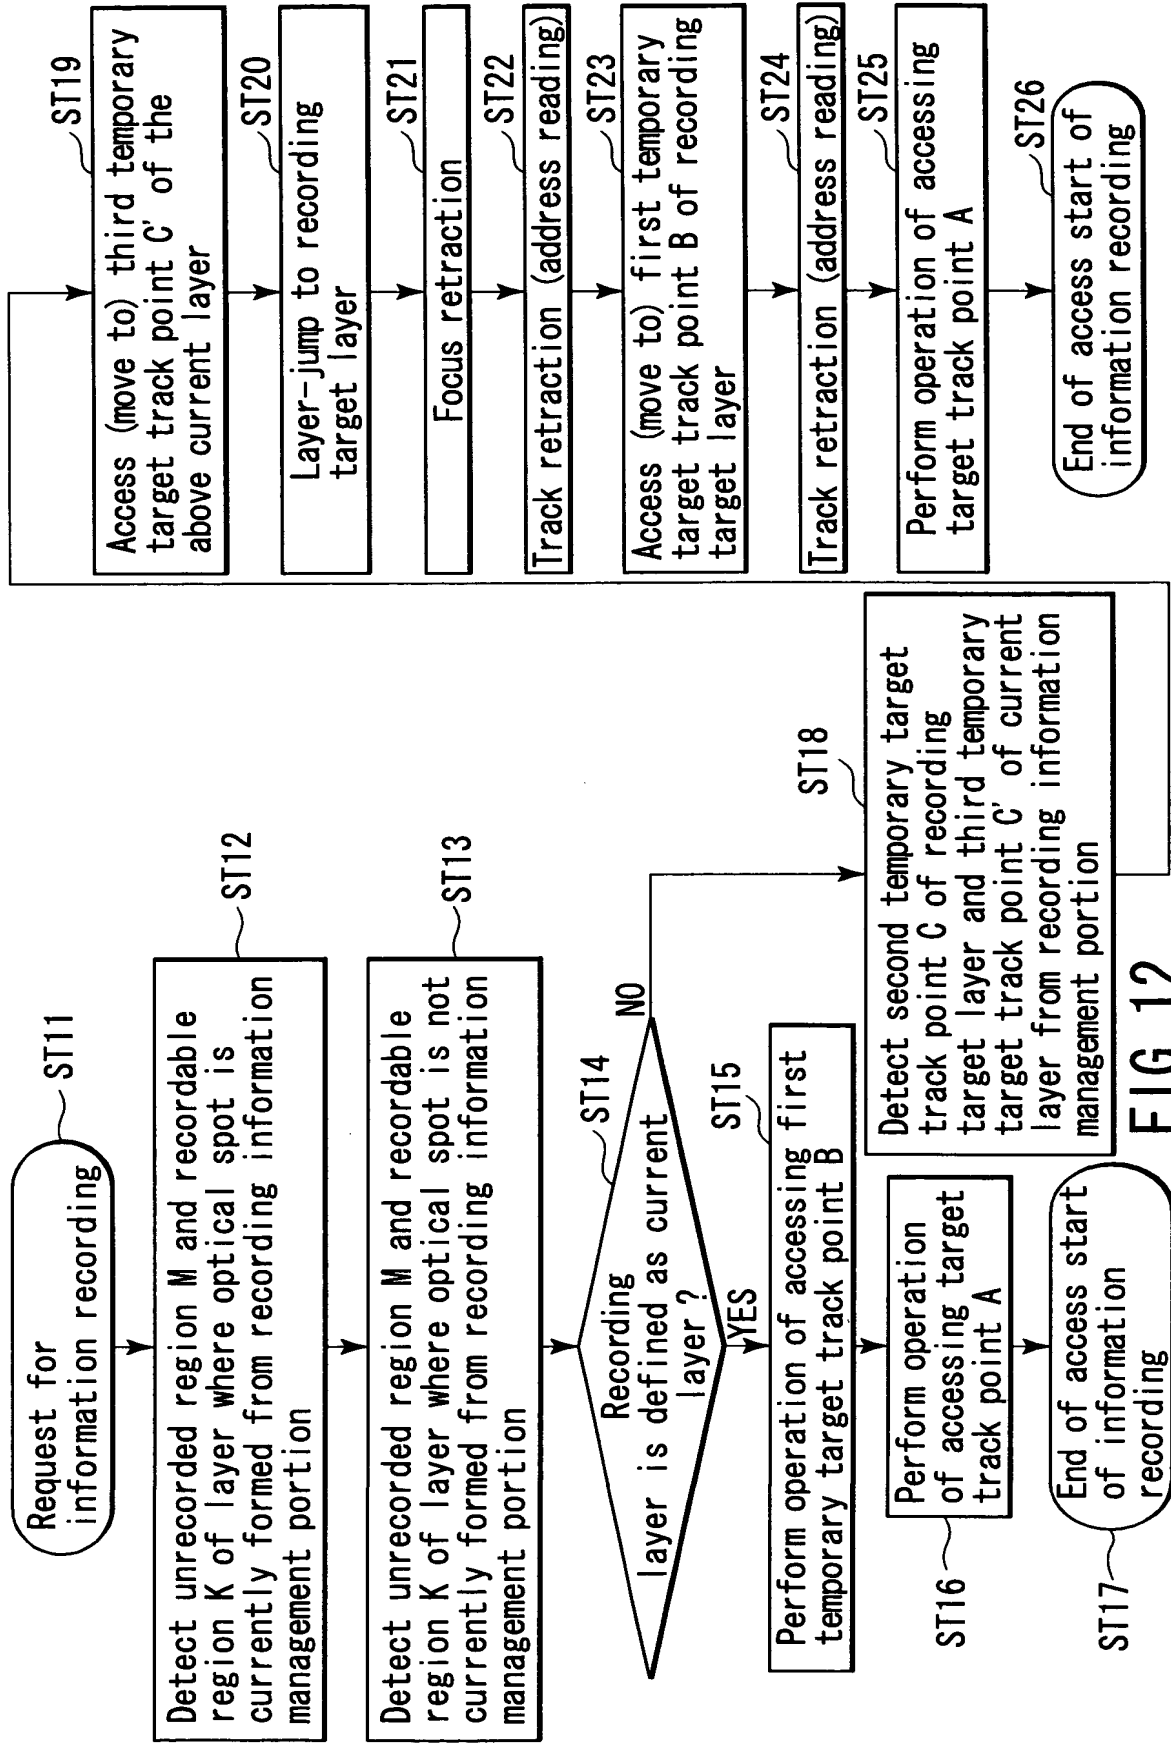 Request for
information recording
ST11
Detect unrecorded region M and recordable
region K of layer where optical spot is
currently formed from recording information
management portion
ST12
Detect unrecorded region M and recordable
region K of layer where optical spot is not
currently formed from recording information
management portion
ST13
Recording
layer is defined as current
layer ?
ST14
NO
YES
Perform operation of accessing first
temporary target track point B
ST15
Perform operation
of accessing target
track point A
ST16
End of access start
of information
recording
ST17
Detect second temporary target
track point C of recording
target layer and third temporary
target track point C' of current
layer from recording information
management portion
ST18
Access (move to) third temporary
target track point C' of the
above current layer
ST19
Layer-jump to recording
target layer
ST20
Focus retraction
ST21
Track retraction (address reading)
ST22
Access (move to) first temporary
target track point B of recording
target layer
ST23
Track retraction (address reading)
ST24
Perform operation of accessing
target track point A
ST25
End of access start of
information recording
ST26
FIG. 12